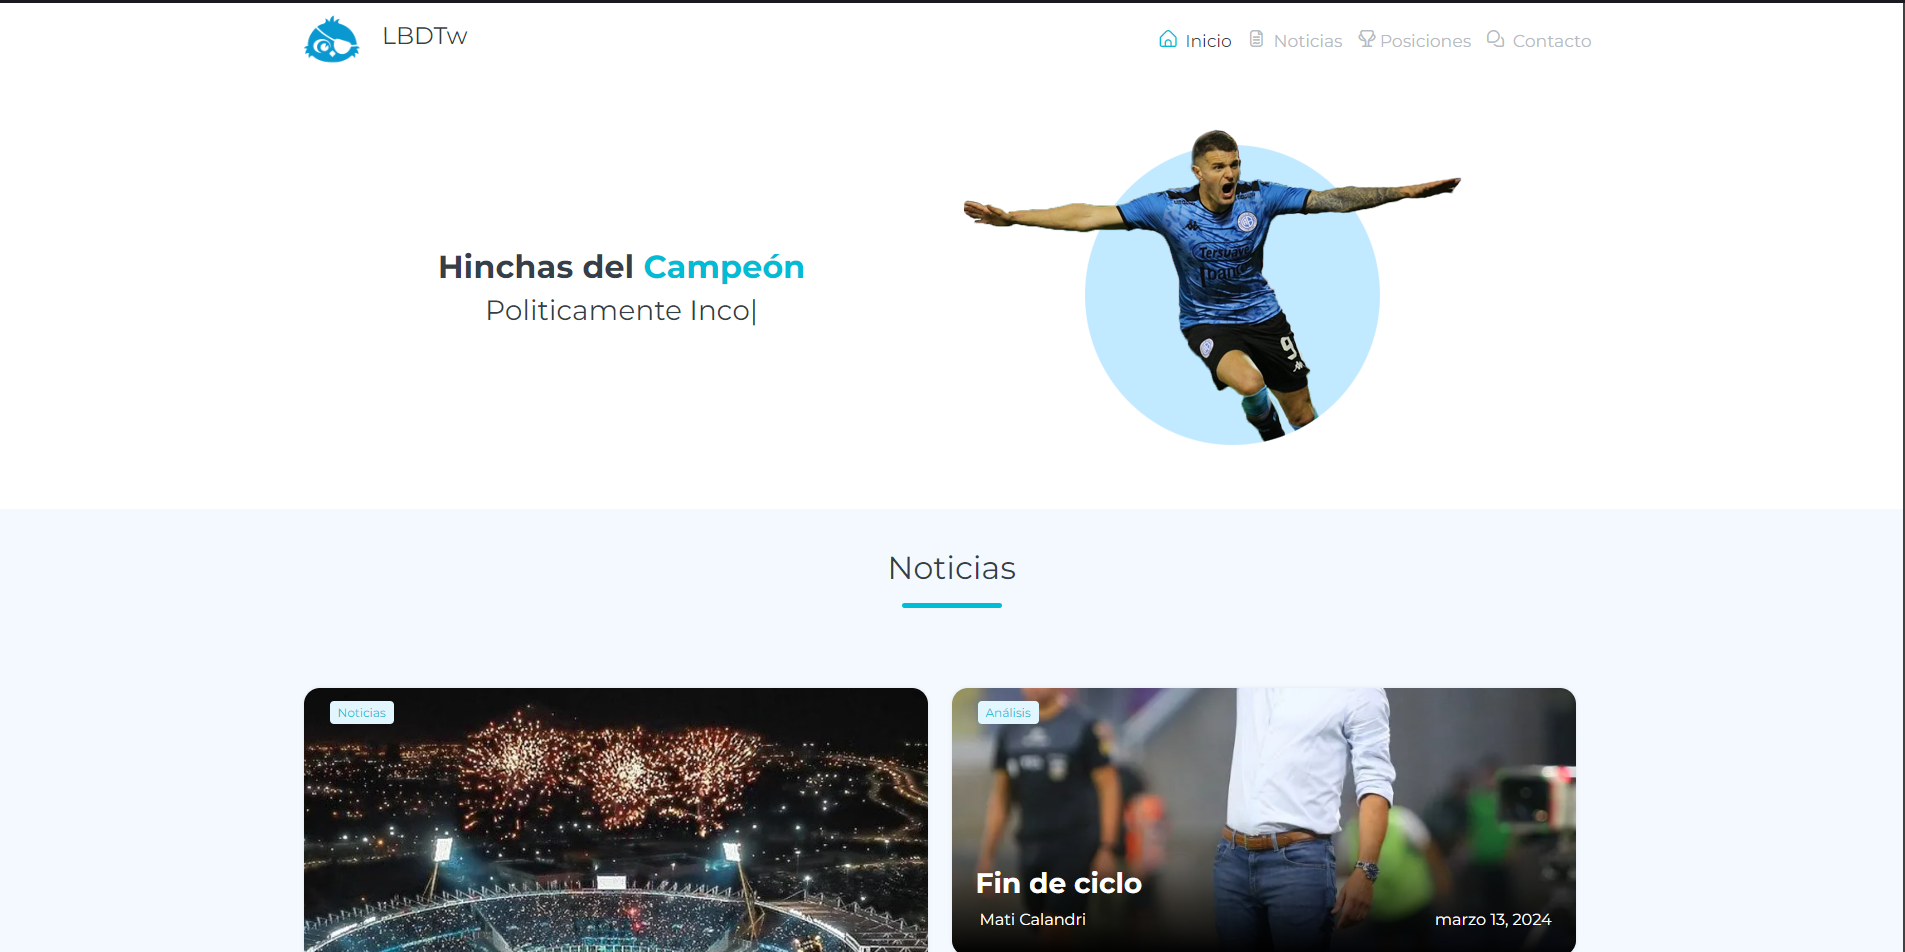 LBDTw
Inicio
Noticias
Posiciones
Contacto
Hinchas del Campeón
Politicamente Inco|
Tersuave
9
Noticias
Noticias
Análisis
Fin de ciclo
Mati Calandri
marzo 13, 2024